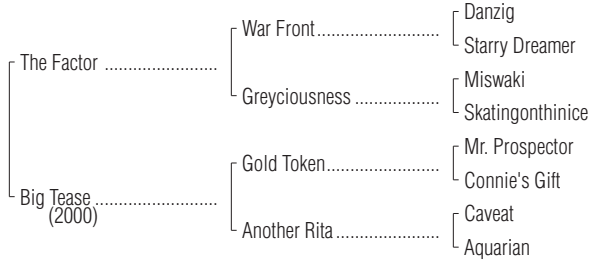 Danzig
War Front
Starry Dreamer
The Factor
Miswaki
Greyciousness
Skatingonthinice
Mr. Prospector
Gold Token
Connie's Gift
Big Tease
(2000)
Caveat
Another Rita
Aquarian